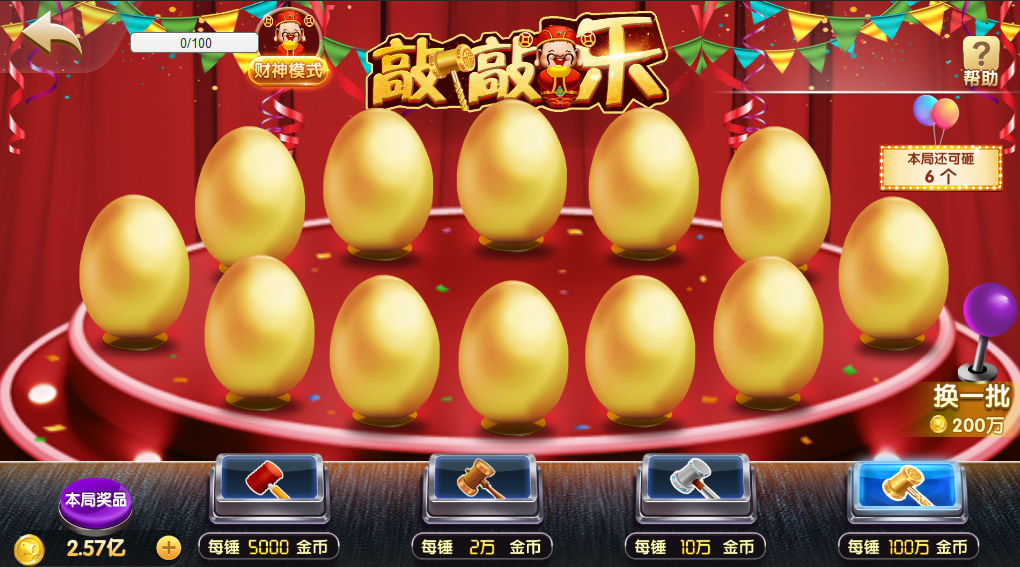 0/100
财神模式
敲敲乐
帮助
本局还可砸
6 个
换一批
200万
本局奖品
2.57亿
每锤 5000 金币
每锤 2万 金币
每锤 10万 金币
每锤 100万 金币